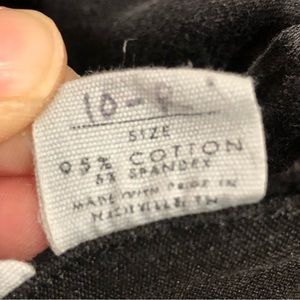 10-R
SIZE
95% COTTON
5% SPANDEX
MADE WITH PRIDE IN
NASHVILLE TN